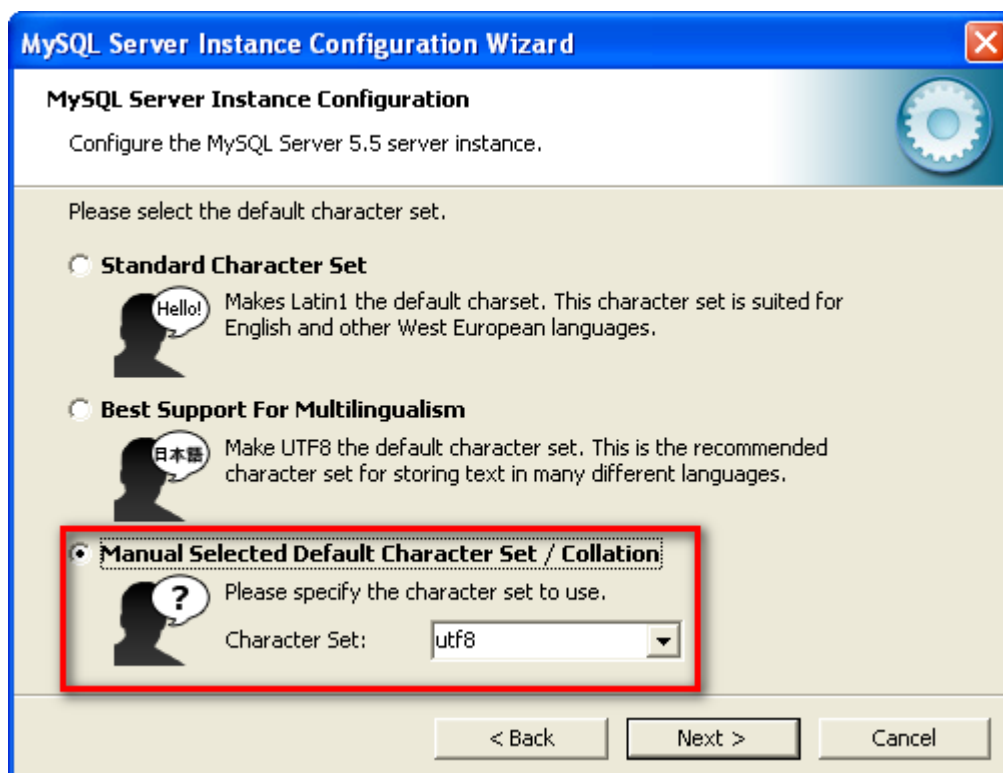 MySQL Server Instance Configuration Wizard
MySQL Server Instance Configuration
Configure the MySQL Server 5.5 server instance.
Please select the default character set.
Standard Character Set
Hello!
Makes Latin1 the default charset. This character set is suited for
English and other West European languages.
Best Support For Multilingualism
日本語
Make UTF8 the default character set. This is the recommended
character set for storing text in many different languages.
Manual Selected Default Character Set / Collation
?
Please specify the character set to use.
Character Set: utf8
< Back Next > Cancel